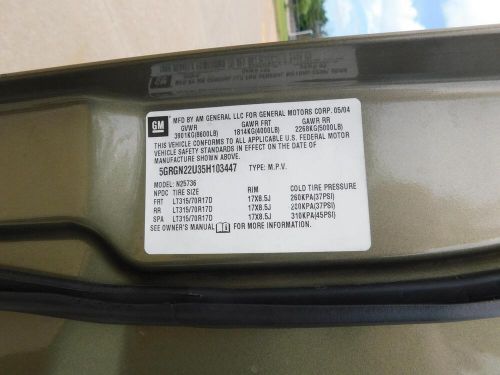 GM
MFD BY AM GENERAL LLC FOR GENERAL MOTORS CORP. 05/04
GVWR GAWR FRT GAWR RR
3901KG(8600LB) 1814KG(4000LB) 2268KG(5000LB)
THIS VEHICLE CONFORMS TO ALL APPLICABLE U.S. FEDERAL MOTOR
VEHICLE SAFETY STANDARDS IN EFFECT ON THE DATE OF
MANUFACTURE SHOWN ABOVE.
5GRGN22U35H103447 TYPE: M.P.V.
MODEL: N25736
NPDC TIRE SIZE RIM COLD TIRE PRESSURE
FRT LT315/70R17D 17X8.5J 260KPA(37PSI)
RR LT315/70R17D 17X8.5J 260KPA(37PSI)
SPA LT315/70R17D 17X8.5J 310KPA(45PSI)
SEE OWNER'S MANUAL FOR MORE INFORMATION.